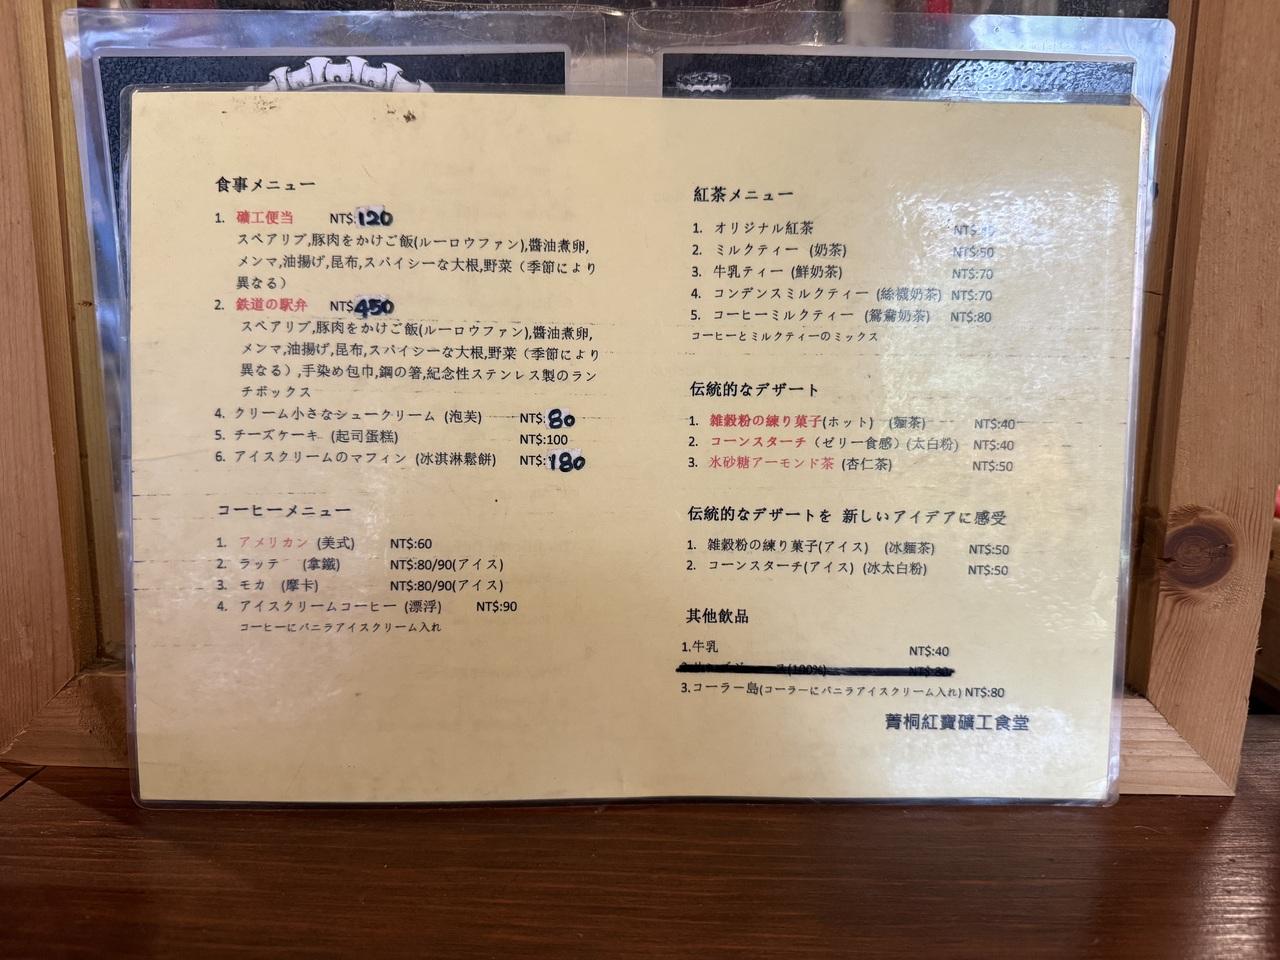 食事メニュー
1. 礦工便当 NT$:120
スペアリブ,豚肉をかけご飯(ルーロウファン),醬油煮卵,
メンマ,油揚げ,昆布,スパイシーな大根,野菜（季節により
異なる）
2. 鉄道の駅弁 NT$450
スペアリブ,豚肉をかけご飯(ルーロウファン),醬油煮卵,
メンマ,油揚げ,昆布,スパイシーな大根,野菜（季節により
異なる）,手染め包巾,鋼の箸,紀念性ステンレス製のラン
チボックス
4. クリーム小さなシュークリーム (泡芙) NT$:80
5. チーズケーキ (起司蛋糕) NT$:100
6. アイスクリームのマフィン (冰淇淋鬆餅) NT$:180
コーヒーメニュー
1. アメリカン (美式) NT$:60
2. ラッテ (拿鐵) NT$:80/90(アイス)
3. モカ (摩卡) NT$:80/90(アイス)
4. アイスクリームコーヒー (漂浮) NT$:90
コーヒーにバニラアイスクリーム入れ
紅茶メニュー
1. オリジナル紅茶
2. ミルクティー (奶茶) NT$:50
3. 牛乳ティー (鮮奶茶) NT$:70
4. コンデンスミルクティー (絲襪奶茶) NT$:70
5. コーヒーミルクティー (鴛鴦奶茶) NT$:80
コーヒーとミルクティーのミックス
伝統的なデザート
1. 雑穀粉の練り菓子(ホット) (麵茶) NT$:40
2. コーンスターチ（ゼリー食感）(太白粉) NT$:40
3. 氷砂糖アーモンド茶 (杏仁茶) NT$:50
伝統的なデザートを 新しいアイデアに感受
1. 雑穀粉の練り菓子(アイス) (冰麵茶) NT$:50
2. コーンスターチ(アイス) (冰太白粉) NT$:50
其他飲品
1.牛乳 NT$:40
(100%)
3.コーラー島(コーラーにバニラアイスクリーム入れ) NT$:80
菁桐紅寶礦工食堂